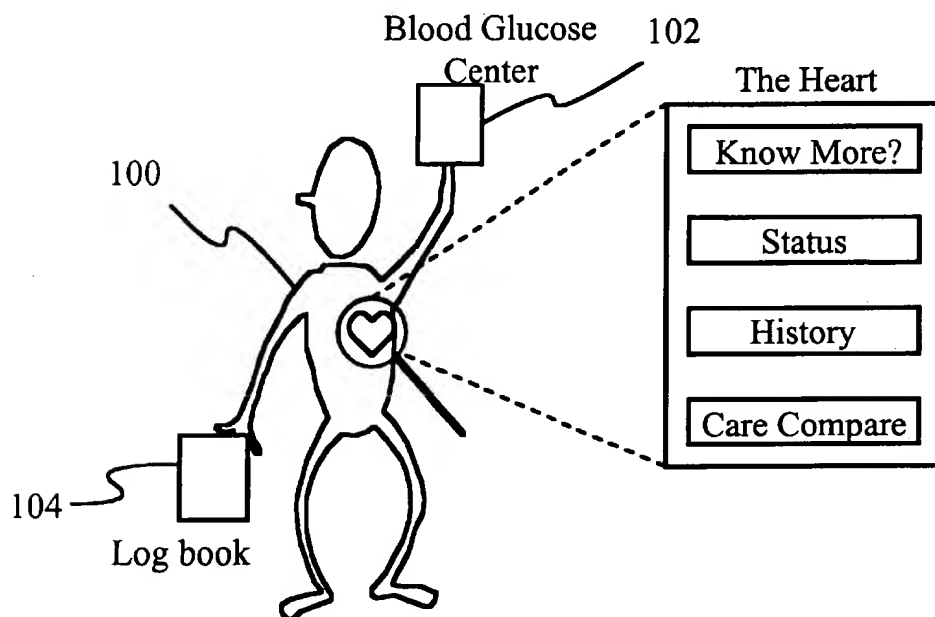 Blood Glucose
Center
102
The Heart
Know More?
100
Status
History
Care Compare
104
Log book